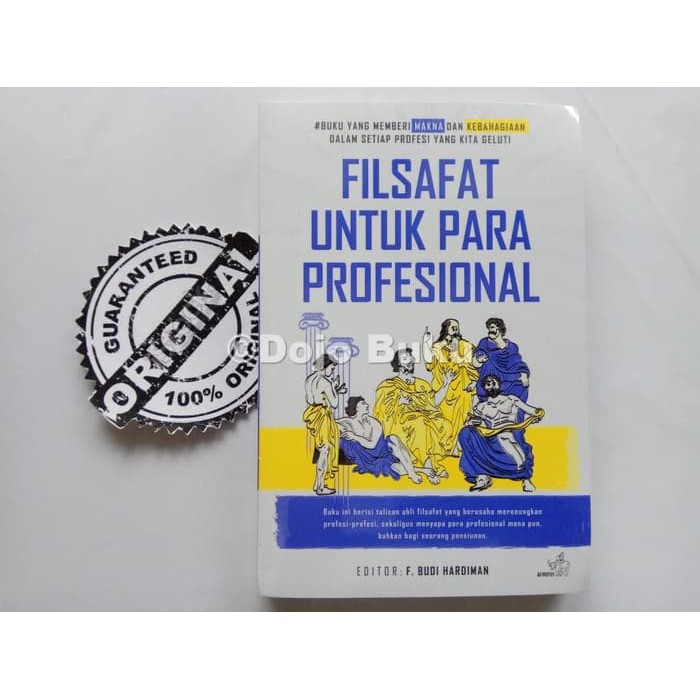 #BUKU YANG MEMBERI MAKNA DAN KEBAHAGIAAN
DALAM SETIAP PROFESI YANG KITA GELUTI
FILSAFAT
UNTUK PARA
PROFESIONAL
GUARANTEED
ORIGINAL
100% ORIGINAL
©Dojo Buku
Buku ini berisi tulisan ahli filsafat yang berusaha merenungkan
profesi-profesi, sekaligus menyapa para profesional mana pun,
bahkan bagi seorang pensiunan.
EDITOR: F. BUDI HARDIMAN